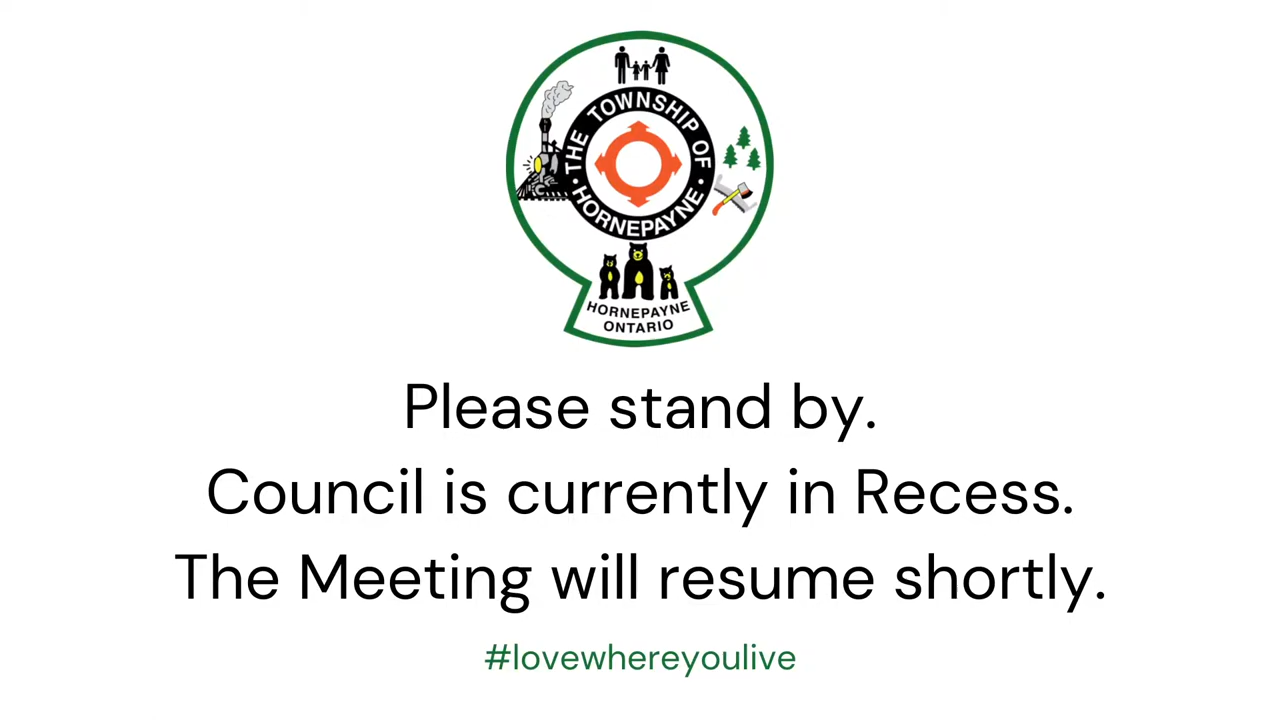 THE TOWNSHIP OF
HORNEPAYNE
HORNEPAYNE
ONTARIO
Please stand by.
Council is currently in Recess.
The Meeting will resume shortly.
#lovewhereyoulive